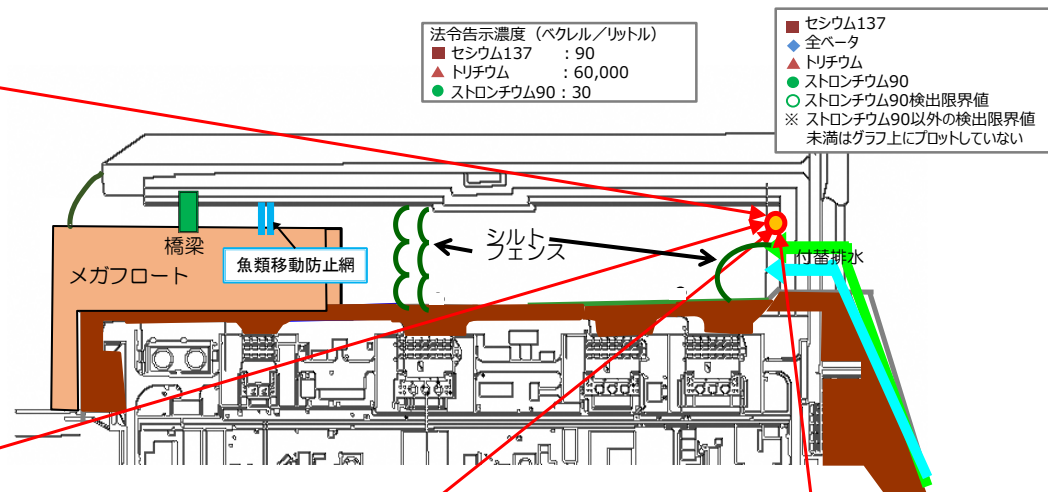 法令告示濃度（ベクレル／リットル）
■ セシウム137 : 90
▲ トリチウム : 60,000
● ストロンチウム90 : 30
■ セシウム137
◆ 全ベータ
▲ トリチウム
● ストロンチウム90
○ ストロンチウム90検出限界値
※ ストロンチウム90以外の検出限界値
未満はグラフ上にプロットしていない
橋梁
シルト
フェンス
付替排水
魚類移動防止網
メガフロート